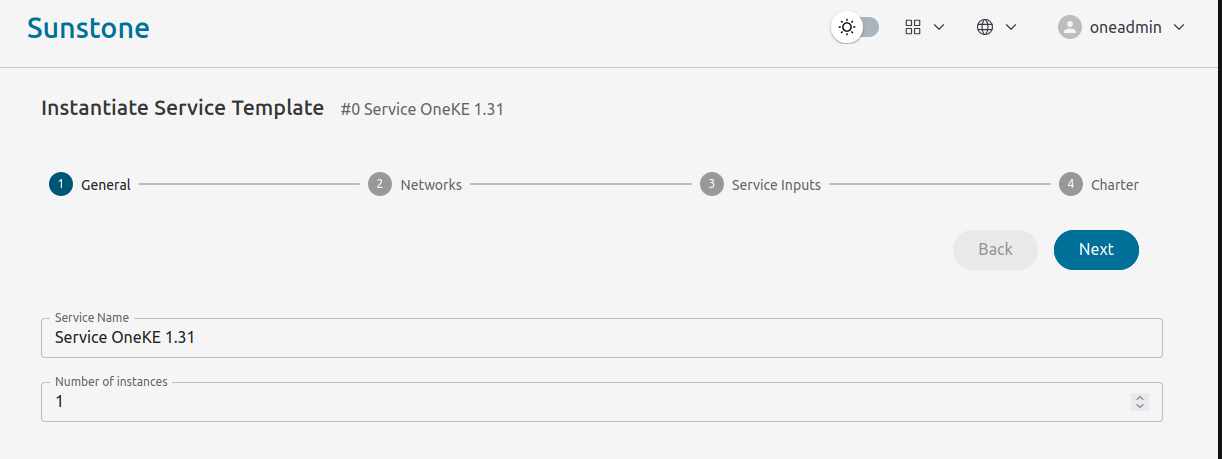 Sunstone
oneadmin
Instantiate Service Template #0 Service OneKE 1.31
1 General 2 Networks 3 Service Inputs 4 Charter
Back Next
Service Name
Service OneKE 1.31
Number of instances
1